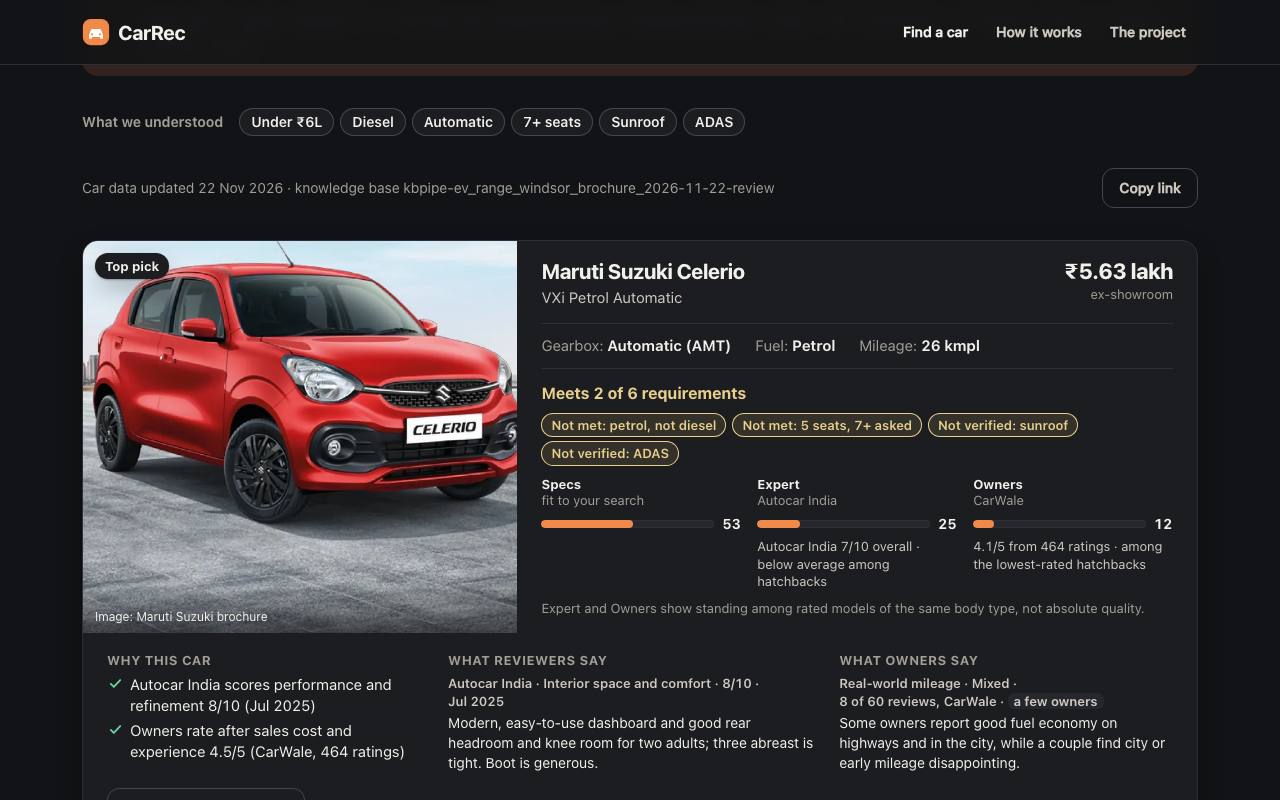 CarRec
Find a car
How it works
The project
What we understood
Under ₹6L
Diesel
Automatic
7+ seats
Sunroof
ADAS
Car data updated 22 Nov 2026 · knowledge base kbpipe-ev_range_windsor_brochure_2026-11-22-review
Copy link
Top pick
CELERIO
Image: Maruti Suzuki brochure
Maruti Suzuki Celerio
₹5.63 lakh
VXi Petrol Automatic
ex-showroom
Gearbox: Automatic (AMT) Fuel: Petrol Mileage: 26 kmpl
Meets 2 of 6 requirements
Not met: petrol, not diesel
Not met: 5 seats, 7+ asked
Not verified: sunroof
Not verified: ADAS
Specs
fit to your search
53
Expert
Autocar India
25
Autocar India 7/10 overall ·
below average among
hatchbacks
Owners
CarWale
12
4.1/5 from 464 ratings · among
the lowest-rated hatchbacks
Expert and Owners show standing among rated models of the same body type, not absolute quality.
WHY THIS CAR
Autocar India scores performance and
refinement 8/10 (Jul 2025)
Owners rate after sales cost and
experience 4.5/5 (CarWale, 464 ratings)
WHAT REVIEWERS SAY
Autocar India · Interior space and comfort · 8/10 ·
Jul 2025
Modern, easy-to-use dashboard and good rear
headroom and knee room for two adults; three abreast is
tight. Boot is generous.
WHAT OWNERS SAY
Real-world mileage · Mixed ·
8 of 60 reviews, CarWale · a few owners
Some owners report good fuel economy on
highways and in the city, while a couple find city or
early mileage disappointing.